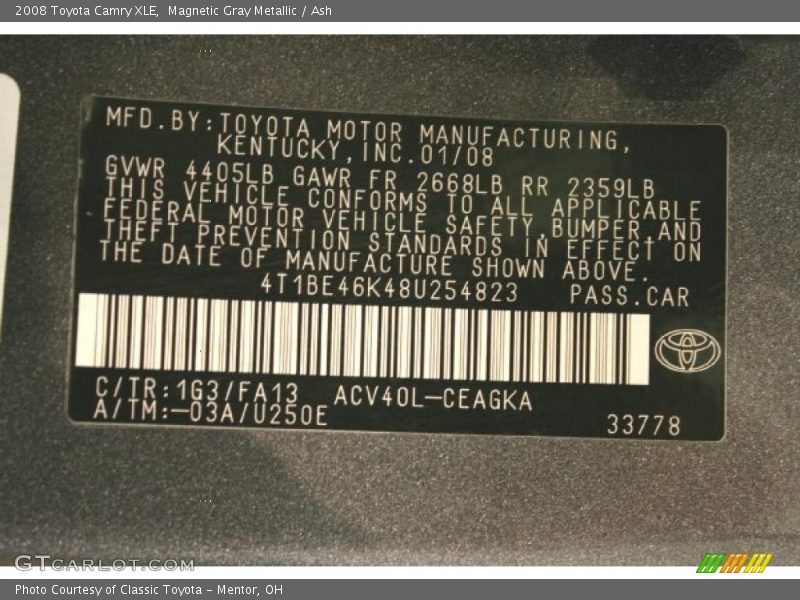 2008 Toyota Camry XLE, Magnetic Gray Metallic / Ash
MFD.BY:TOYOTA MOTOR MANUFACTURING,
KENTUCKY,INC.01/08
GVWR 4405LB GAWR FR 2668LB RR 2359LB
THIS VEHICLE CONFORMS TO ALL APPLICABLE
FEDERAL MOTOR VEHICLE SAFETY,BUMPER AND
THEFT PREVENTION STANDARDS IN EFFECT ON
THE DATE OF MANUFACTURE SHOWN ABOVE.
4T1BE46K48U254823 PASS.CAR
C/TR:1G3/FA13 ACV40L-CEAGKA
A/TM:-03A/U250E
33778
GTCARLOT.COM
Photo Courtesy of Classic Toyota - Mentor, OH